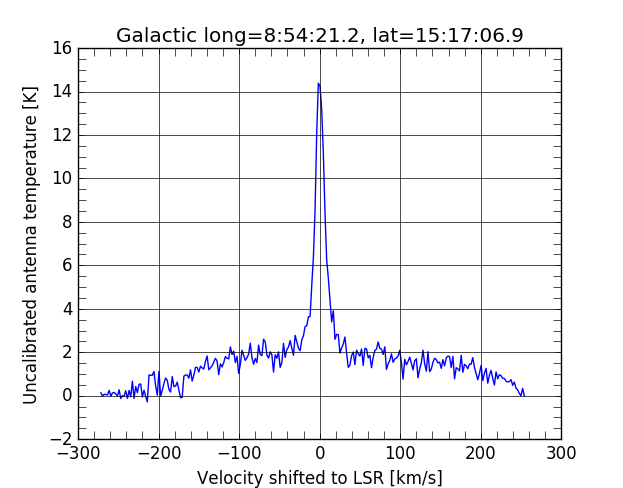 Galactic long=8:54:21.2, lat=15:17:06.9
16
14
12
10
8
6
4
2
0
−2
Uncalibrated antenna temperature [K]
−300 −200 −100 0 100 200 300
Velocity shifted to LSR [km/s]